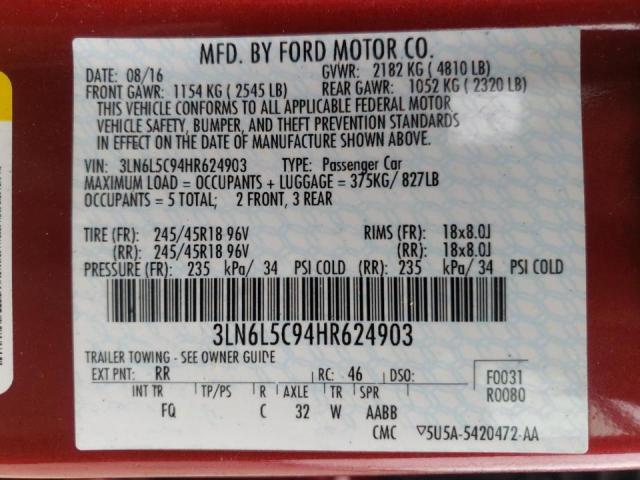 MFD. BY FORD MOTOR CO.
DATE: 08/16 GVWR: 2182 KG ( 4810 LB)
FRONT GAWR: 1154 KG ( 2545 LB) REAR GAWR: 1052 KG ( 2320 LB)
THIS VEHICLE CONFORMS TO ALL APPLICABLE FEDERAL MOTOR
VEHICLE SAFETY, BUMPER, AND THEFT PREVENTION STANDARDS
IN EFFECT ON THE DATE OF MANUFACTURE SHOWN ABOVE.
VIN: 3LN6L5C94HR624903 TYPE: Passenger Car
MAXIMUM LOAD = OCCUPANTS + LUGGAGE = 375KG/ 827LB
OCCUPANTS = 5 TOTAL; 2 FRONT, 3 REAR
TIRE (FR): 245/45R18 96V RIMS (FR): 18x8.0J
(RR): 245/45R18 96V (RR): 18x8.0J
PRESSURE (FR): 235 kPa/ 34 PSI COLD (RR): 235 kPa/ 34 PSI COLD
3LN6L5C94HR624903
TRAILER TOWING - SEE OWNER GUIDE
EXT PNT: RR RC: 46 DSO: F0031
R0080
INT TR TP/PS R AXLE TR SPR
FQ C 32 W AABB
CMC ▽5U5A-5420472-AA